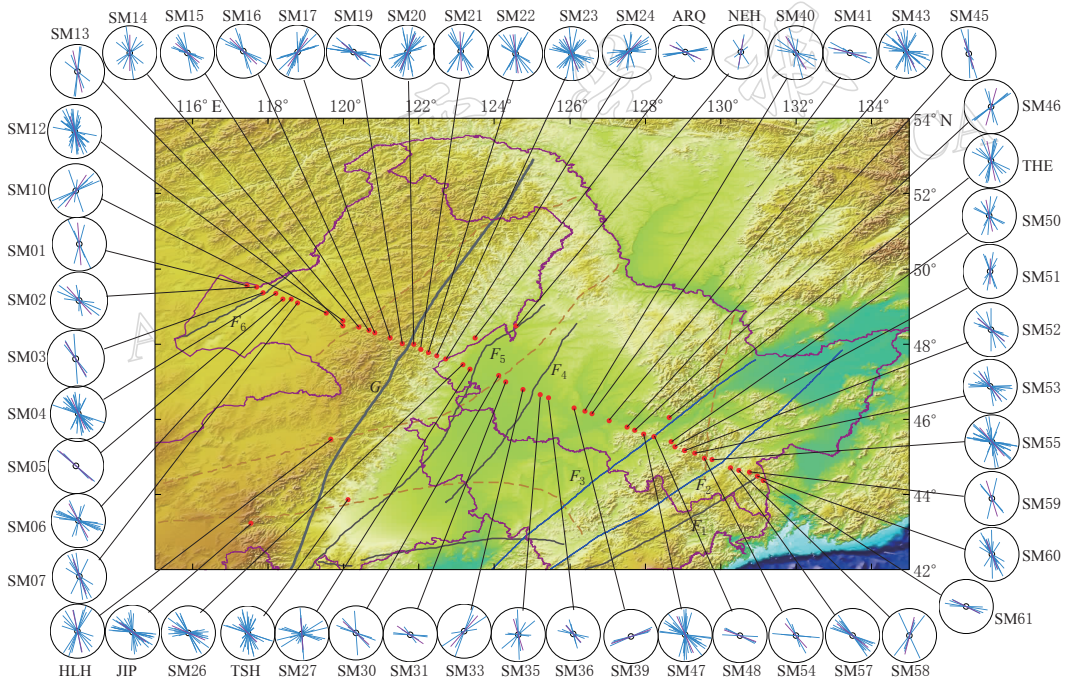 SM14 SM15 SM16 SM17 SM19 SM20 SM21 SM22 SM23 SM24 ARQ NEH SM40 SM41 SM43 SM45
SM13
116° E 118° 120° 122° 124° 126° 128° 130° 132° 134°
54° N
SM46
SM12
THE
SM10
52°
SM50
SM01
50°
SM51
SM02
F6
SM52
48°
SM03
F5
F4
G
SM53
SM04
46°
SM55
SM05
F3
F
44°
SM59
SM06
F1
SM60
SM07
42°
SM61
HLH JIP SM26 TSH SM27 SM30 SM31 SM33 SM35 SM36 SM39 SM47 SM48 SM54 SM57 SM58